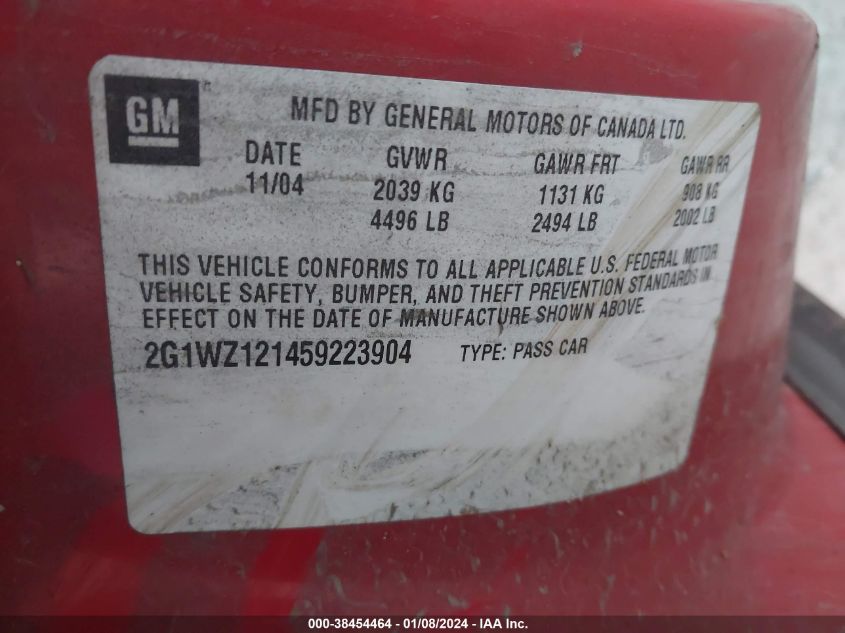 GM
MFD BY GENERAL MOTORS OF CANADA LTD.
DATE GVWR GAWR FRT GAWR RR
11/04 2039 KG 1131 KG 908 KG
4496 LB 2494 LB 2002 LB
THIS VEHICLE CONFORMS TO ALL APPLICABLE U.S. FEDERAL MOTOR
VEHICLE SAFETY, BUMPER, AND THEFT PREVENTION STANDARDS IN
EFFECT ON THE DATE OF MANUFACTURE SHOWN ABOVE.
2G1WZ121459223904 TYPE: PASS CAR
000-38454464 - 01/08/2024 - IAA Inc.